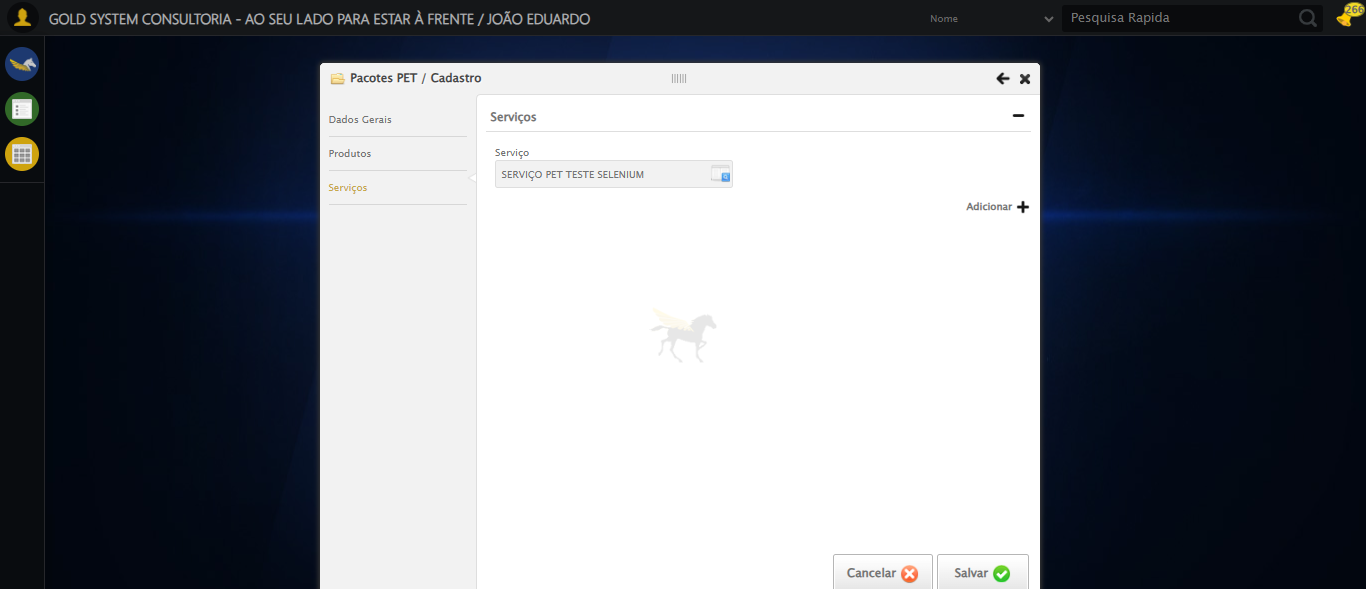 GOLD SYSTEM CONSULTORIA - AO SEU LADO PARA ESTAR À FRENTE / JOÃO EDUARDO
Nome
Pesquisa Rapida
266
Pacotes PET / Cadastro
Dados Gerais
Produtos
Serviços
Serviços
Serviço
SERVIÇO PET TESTE SELENIUM
Adicionar
Cancelar
Salvar